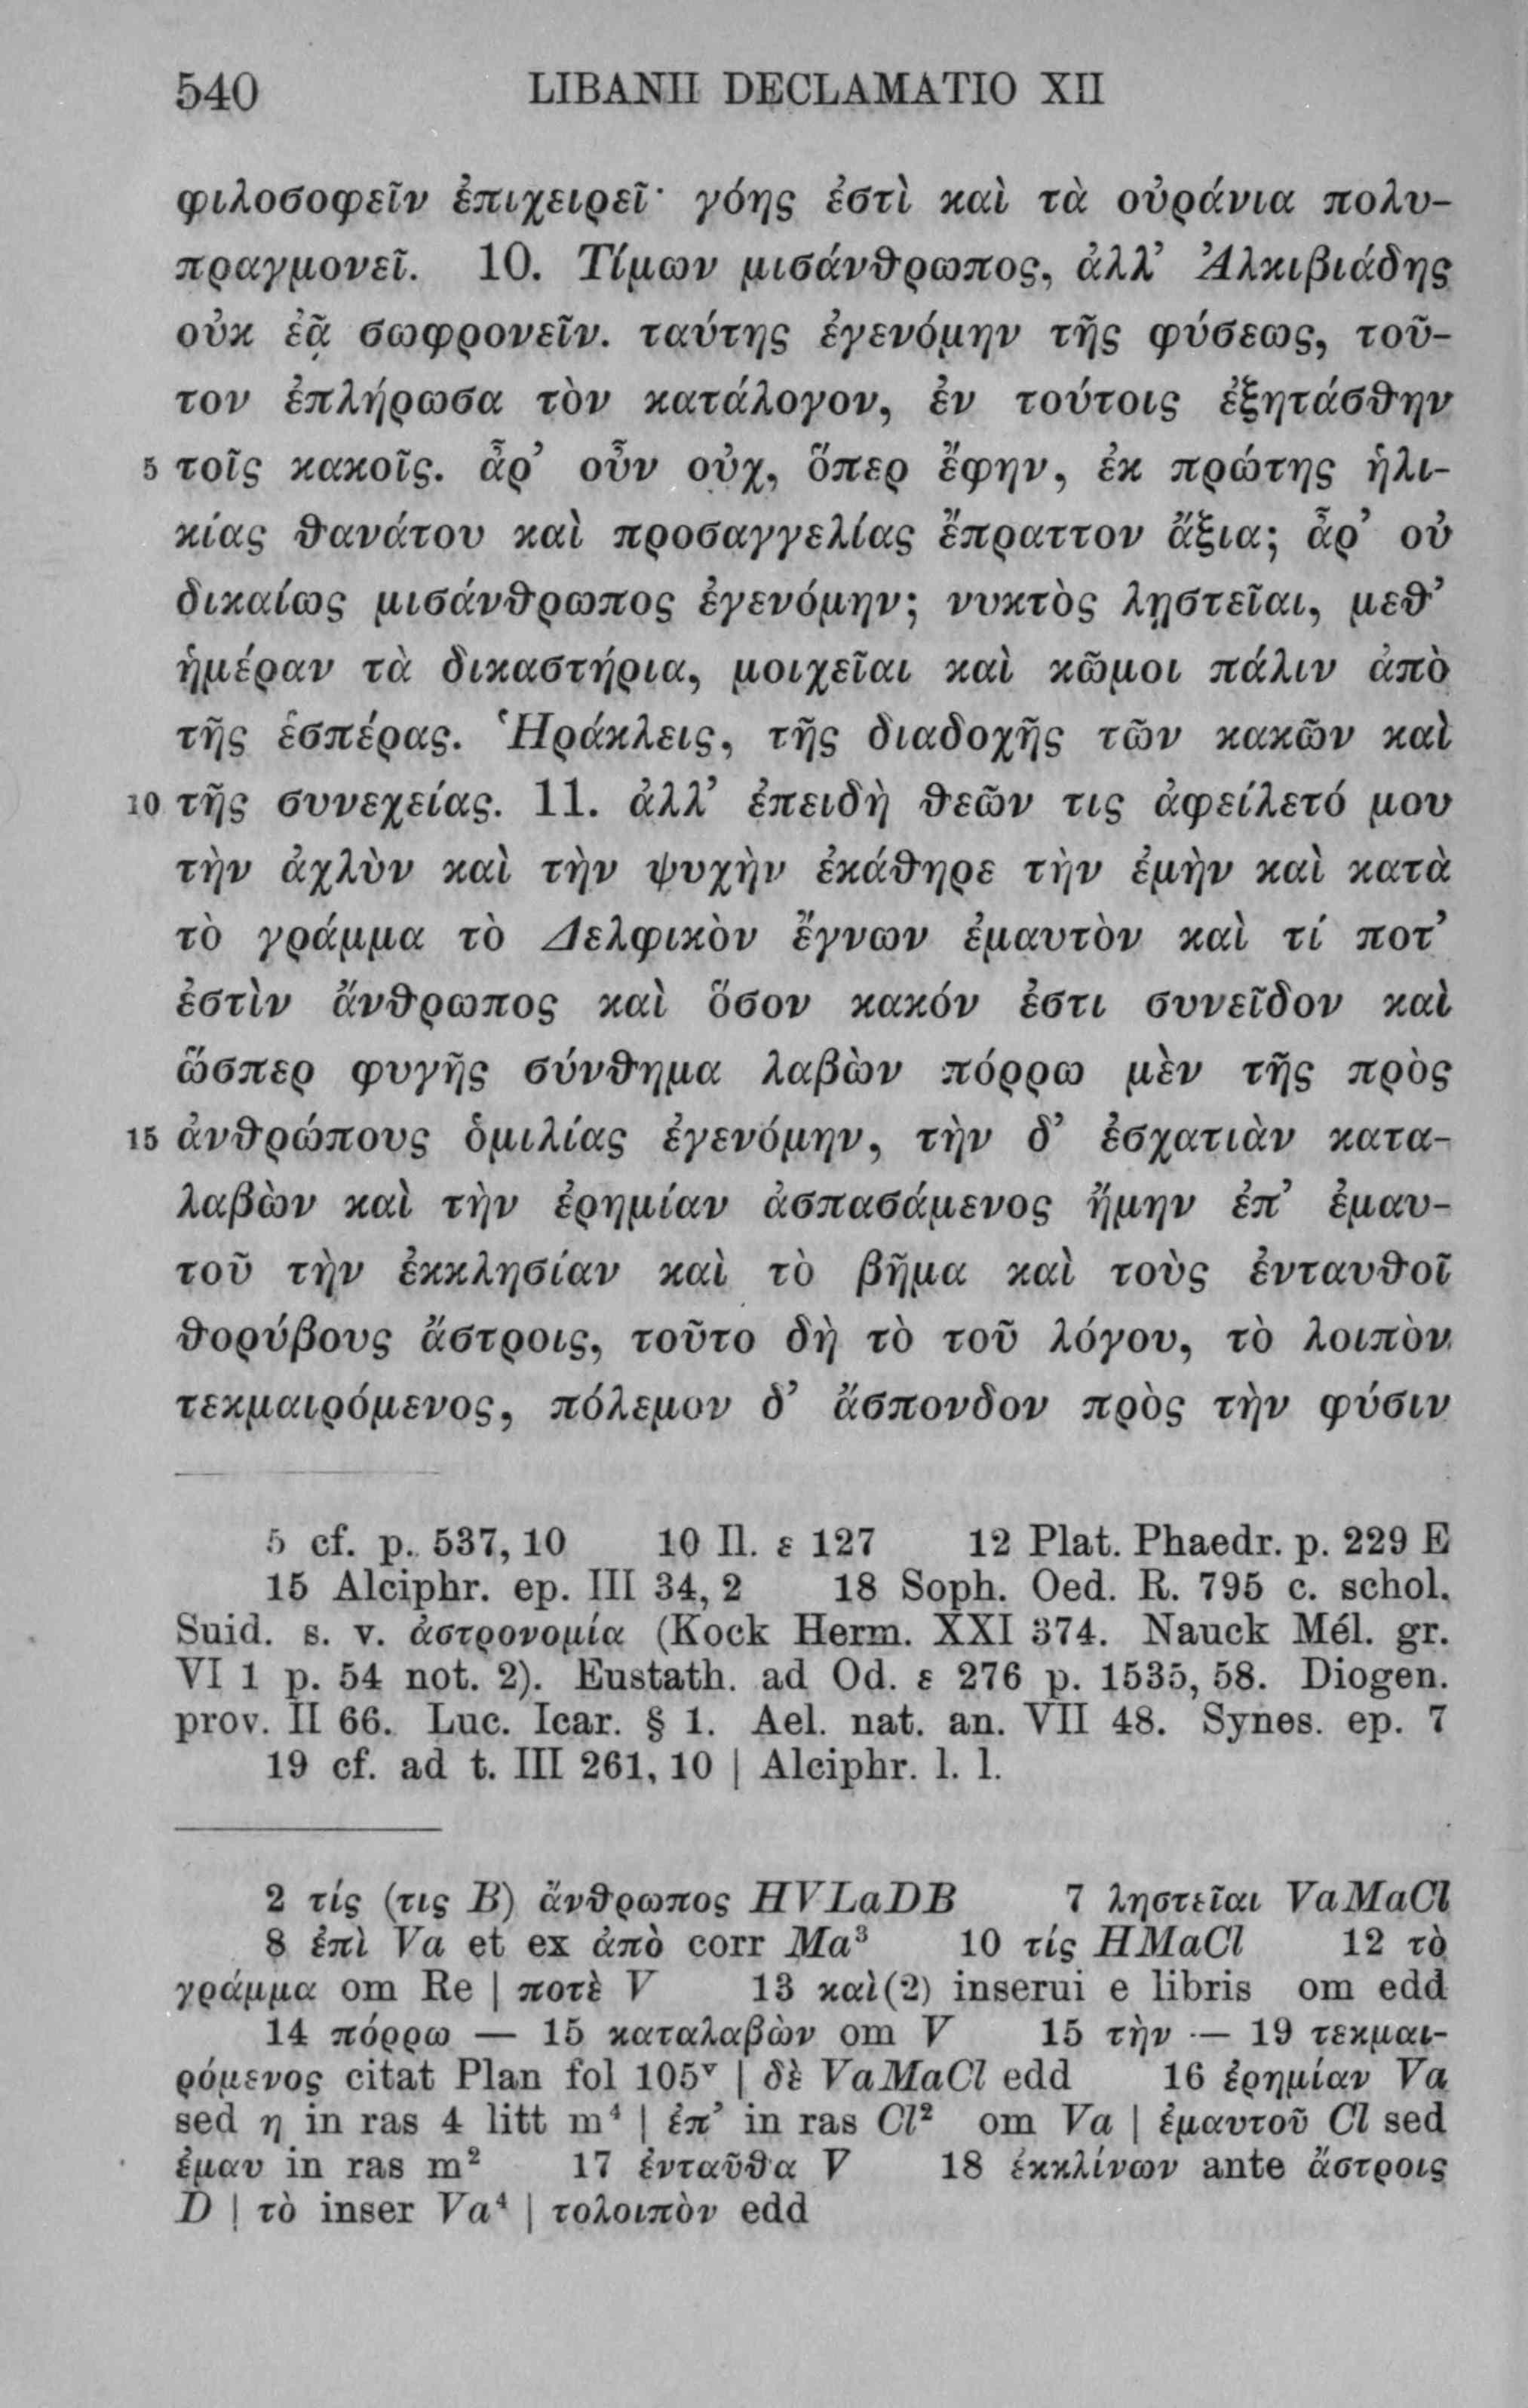 540 LIBANII DECLAMATIO XII
φιλοσοφεῖν ἐπιχειρεῖ· γόης ἐστὶ καὶ τὰ οὐράνια πολυ-
πραγμονεῖ. 10. Τίμων μισάνθρωπος, ἀλλ’ Ἀλκιβιάδης
οὐκ ἐᾷ σωφρονεῖν. ταύτης ἐγενόμην τῆς φύσεως, τοῦ-
τον ἐπλήρωσα τὸν κατάλογον, ἐν τούτοις ἐξητάσθην
5 τοῖς κακοῖς. ἆρ’ οὖν οὐχ, ὅπερ ἔφην, ἐκ πρώτης ἡλι-
κίας θανάτου καὶ προσαγγελίας ἔπραττον ἄξια; ἆρ’ οὐ
δικαίως μισάνθρωπος ἐγενόμην; νυκτὸς λῃστεῖαι, μεθ’
ἡμέραν τὰ δικαστήρια, μοιχεῖαι καὶ κῶμοι πάλιν ἀπὸ
τῆς ἑσπέρας. Ἡράκλεις, τῆς διαδοχῆς τῶν κακῶν καὶ
10 τῆς συνεχείας. 11. ἀλλ’ ἐπειδὴ θεῶν τις ἀφείλετό μου
τὴν ἀχλὺν καὶ τὴν ψυχὴν ἐκάθηρε τὴν ἐμὴν καὶ κατὰ
τὸ γράμμα τὸ Δελφικὸν ἔγνων ἐμαυτὸν καὶ τί ποτ’
ἐστὶν ἄνθρωπος καὶ ὅσον κακόν ἐστι συνεῖδον καὶ
ὥσπερ φυγῆς σύνθημα λαβὼν πόρρω μὲν τῆς πρὸς
15 ἀνθρώπους ὁμιλίας ἐγενόμην, τὴν δ’ ἐσχατιὰν κατα-
λαβὼν καὶ τὴν ἐρημίαν ἀσπασάμενος ἤμην ἐπ’ ἐμαυ-
τοῦ τὴν ἐκκλησίαν καὶ τὸ βῆμα καὶ τοὺς ἐνταυθοῖ
θορύβους ἄστροις, τοῦτο δὴ τὸ τοῦ λόγου, τὸ λοιπὸν
τεκμαιρόμενος, πόλεμον δ’ ἄσπονδον πρὸς τὴν φύσιν
5 cf. p. 537, 10 10 Il. ε 127 12 Plat. Phaedr. p. 229 E
15 Alciphr. ep. III 34, 2 18 Soph. Oed. R. 795 c. schol.
Suid. s. v. ἀστρονομία (Kock Herm. XXI 374. Nauck Mél. gr.
VI 1 p. 54 not. 2). Eustath. ad Od. ε 276 p. 1535, 58. Diogen.
prov. II 66. Luc. Icar. § 1. Ael. nat. an. VII 48. Synes. ep. 7
19 cf. ad t. III 261, 10 | Alciphr. l. l.
2 τίς (τις B) ἄνθρωπος HVLaDB 7 ληστεῖαι VaMaCl
8 ἐπὶ Va et ex ἀπὸ corr Ma³ 10 τίς HMaCl 12 τὸ
γράμμα om Re | ποτὲ V 13 καὶ(2) inserui e libris om edd
14 πόρρω — 15 καταλαβὼν om V 15 τὴν — 19 τεκμαι-
ρόμενος citat Plan fol 105ᵛ | δὲ VaMaCl edd 16 ἐρημίαν Va
sed η in ras 4 litt m⁴ | ἐπ’ in ras Cl² om Va | ἐμαυτοῦ Cl sed
ἐμαυ in ras m² 17 ἐνταῦθα V 18 ἐκκλίνων ante ἄστροις
D | τὸ inser Va⁴ | τολοιπὸν edd